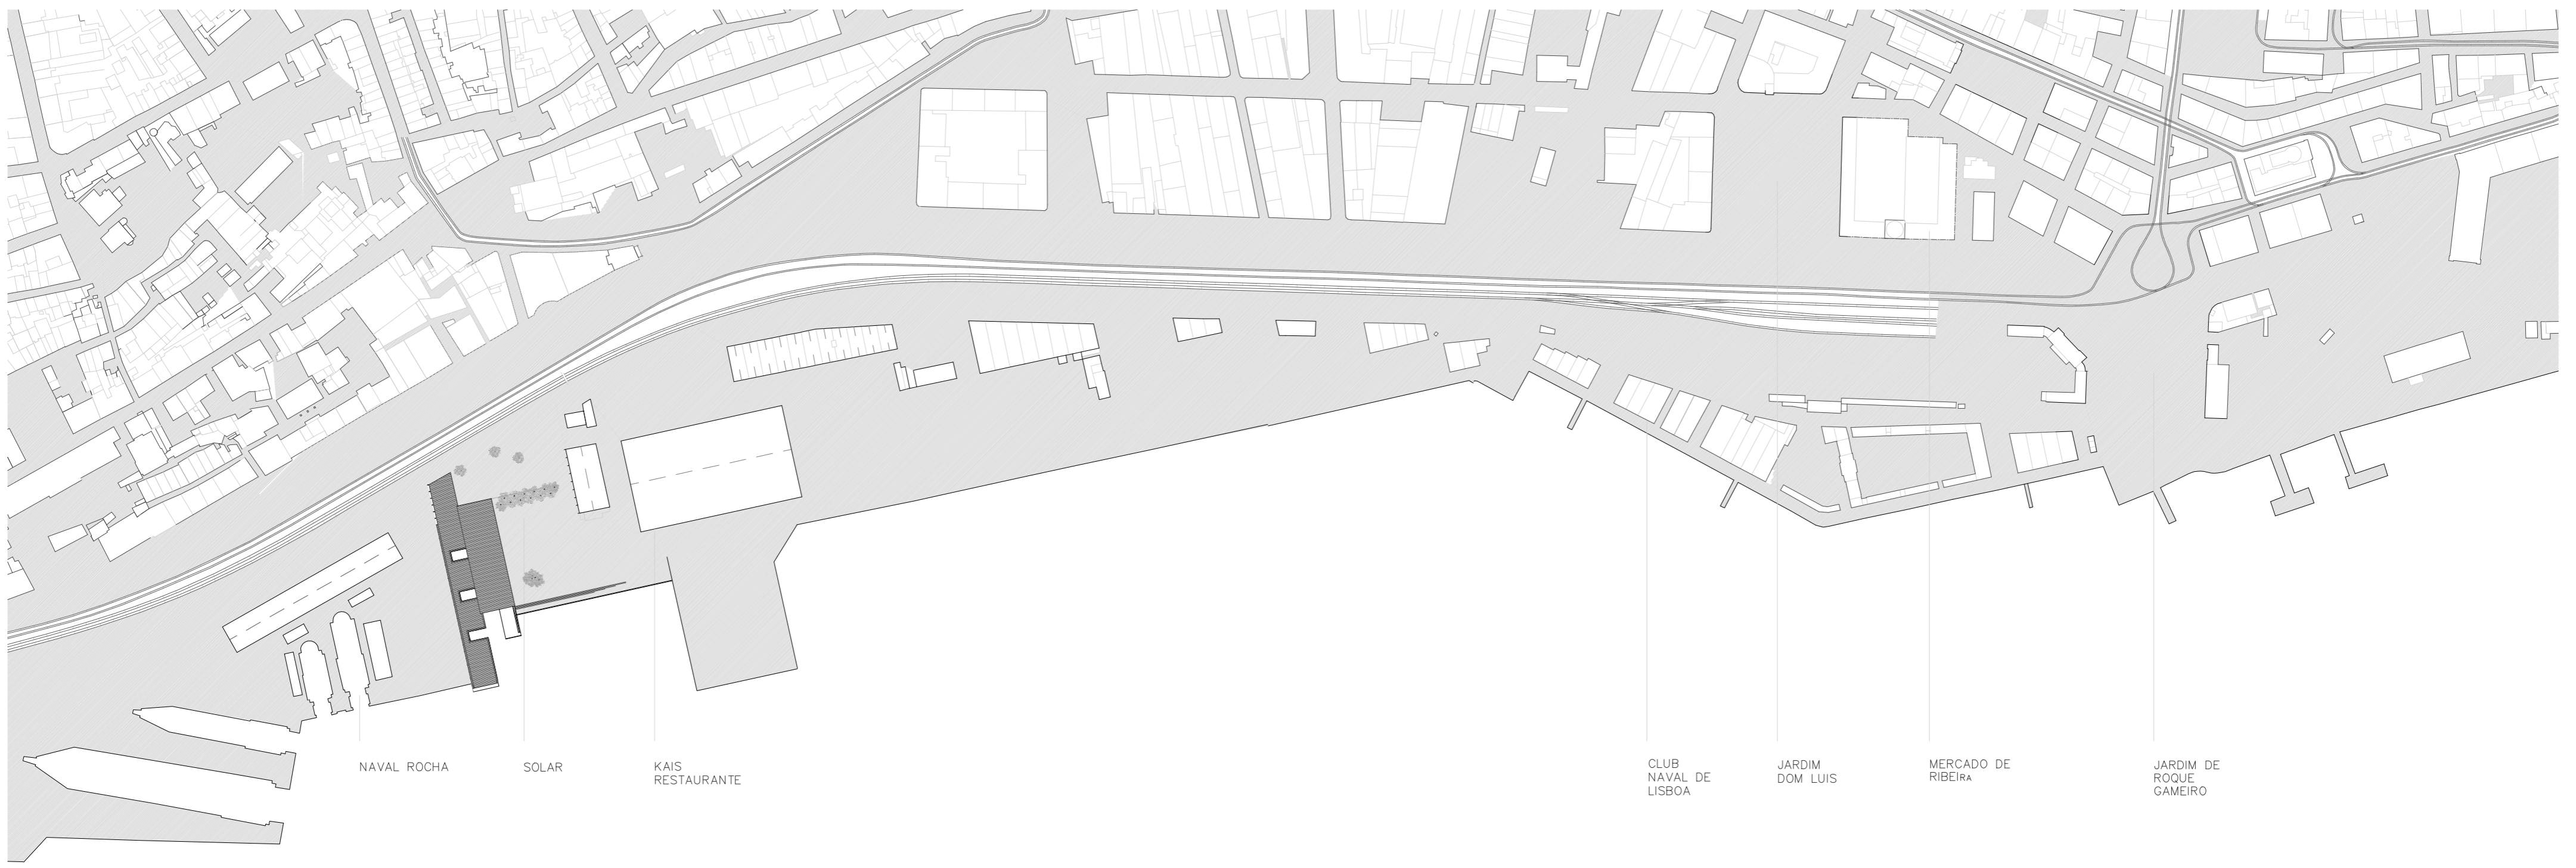 NAVAL ROCHA
SOLAR
KAIS
RESTAURANTE
CLUB
NAVAL DE
LISBOA
JARDIM
DOM LUIS
MERCADO DE
RIBEIRA
JARDIM DE
ROQUE
GAMEIRO